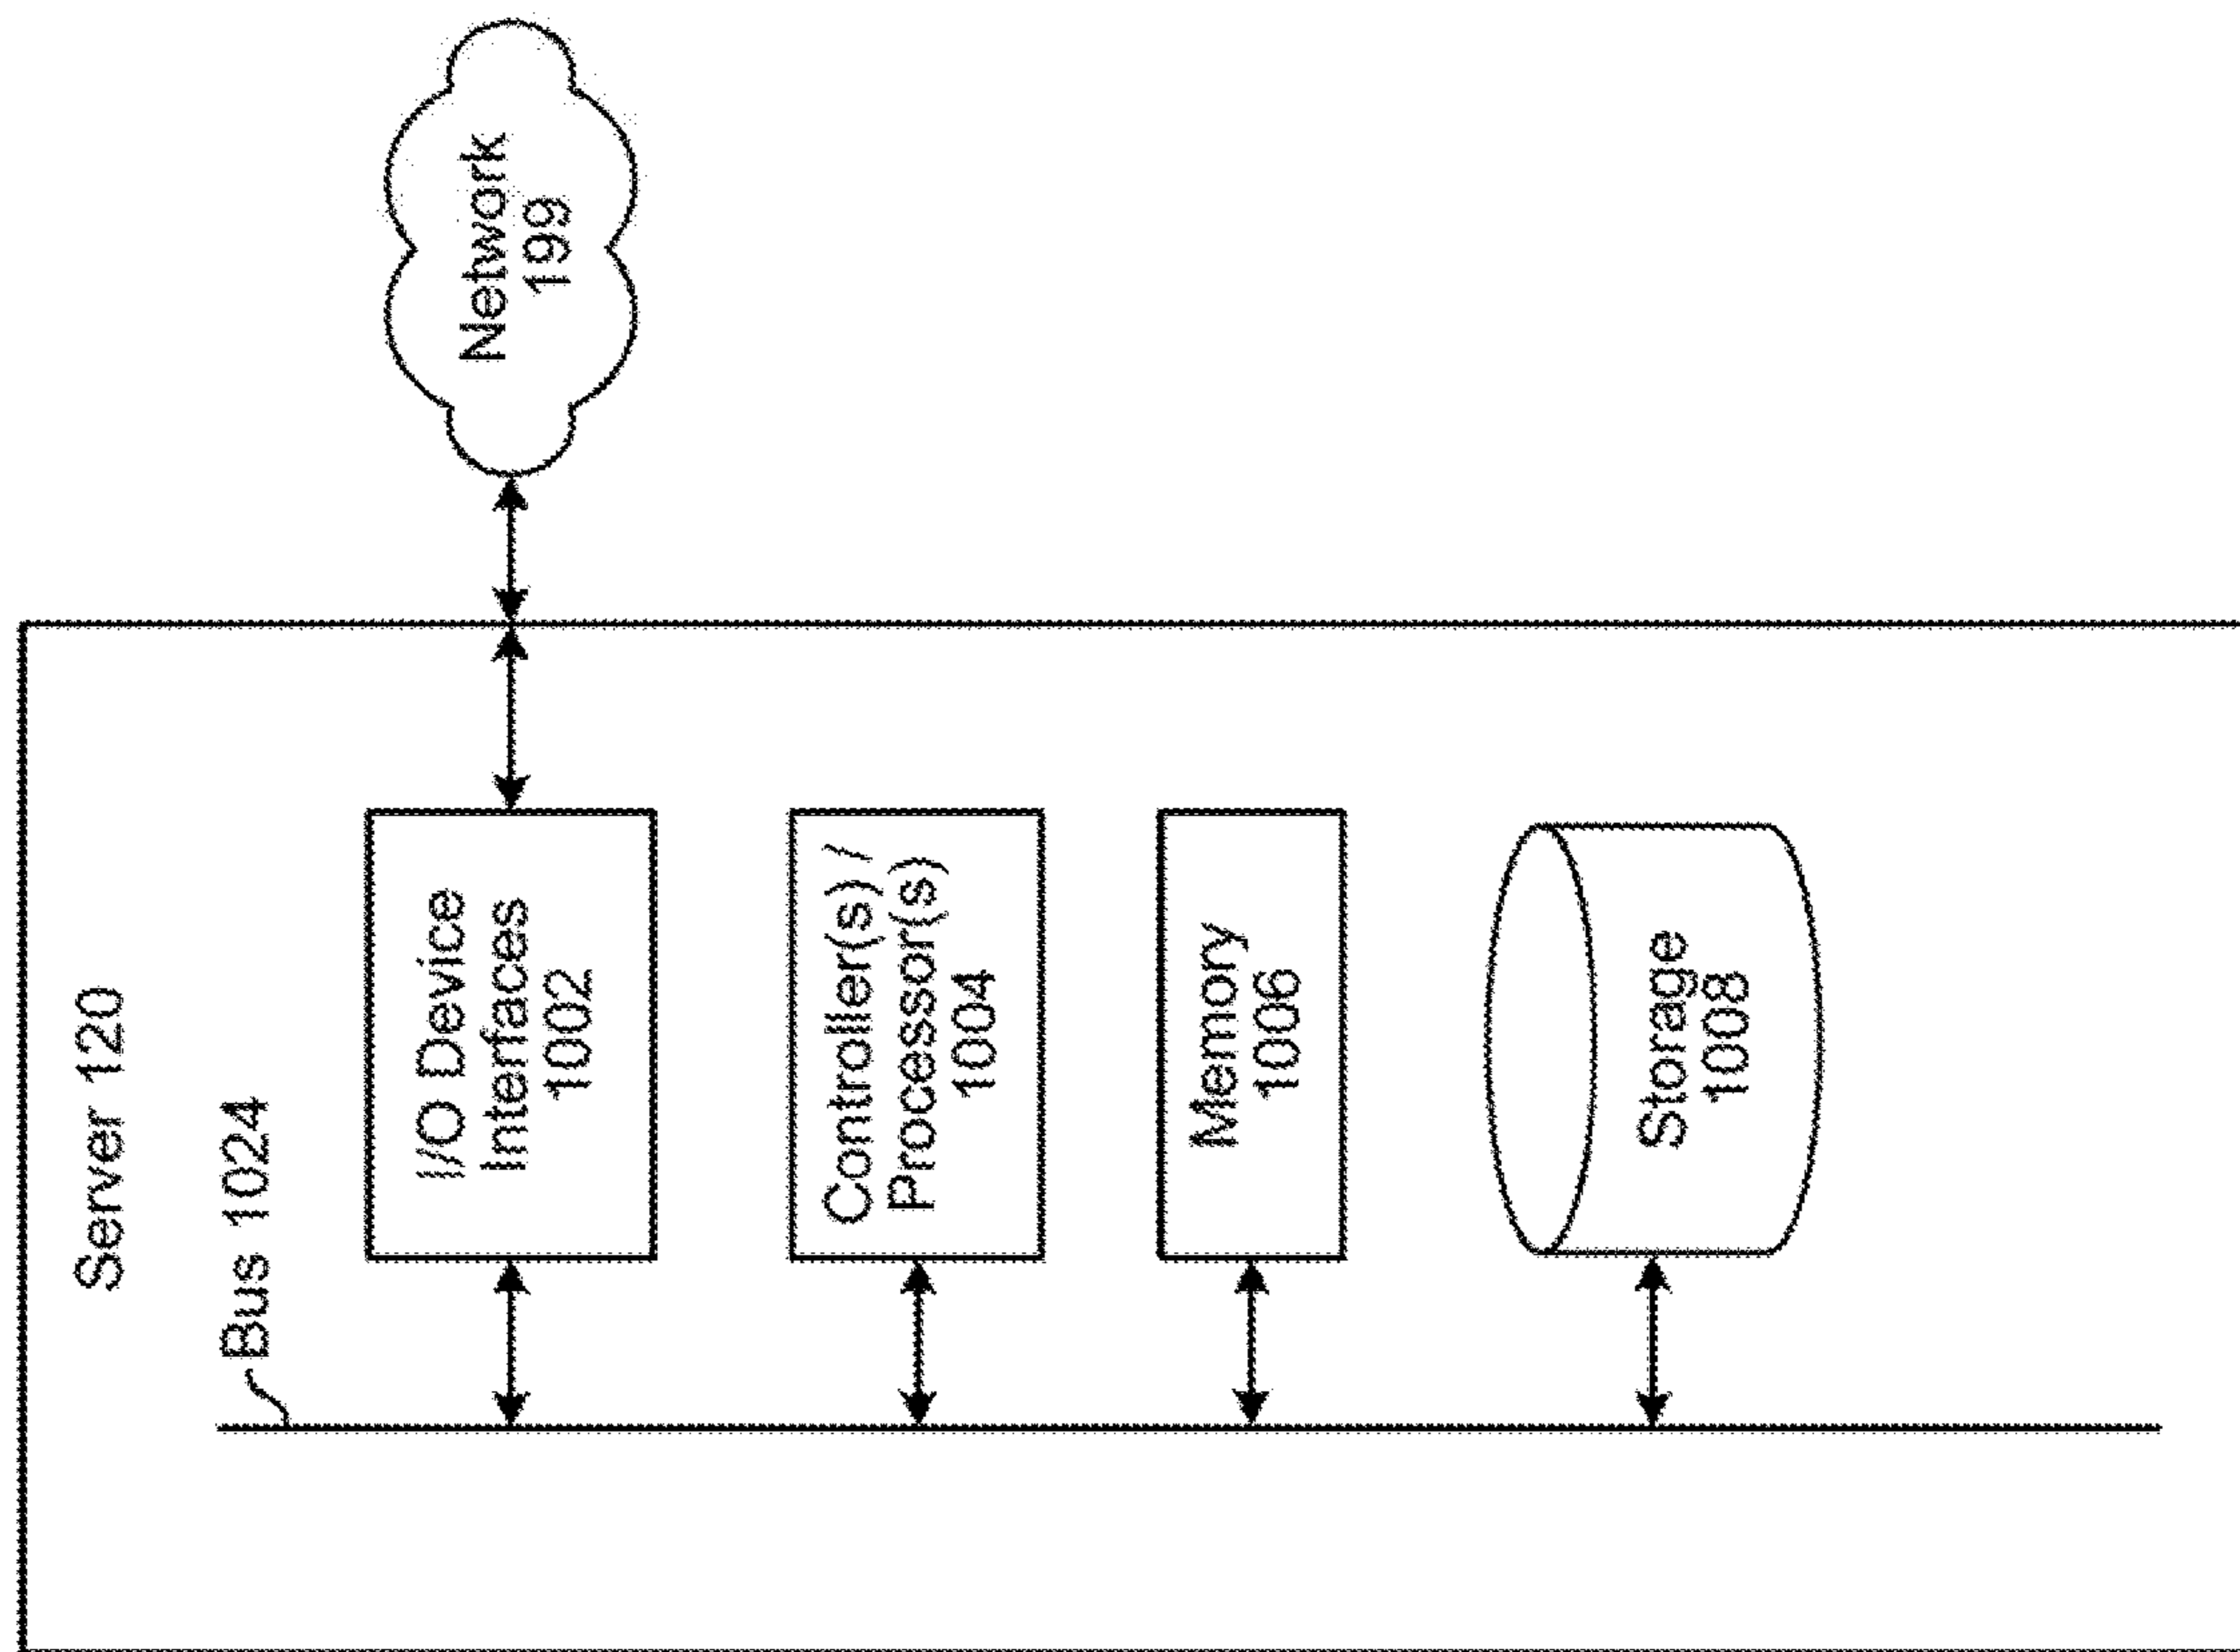 Server 120
Bus 1024
I/O Device
Interfaces
1002
Network
199
Controller(s) /
Processor(s)
1004
Memory
1006
Storage
1008